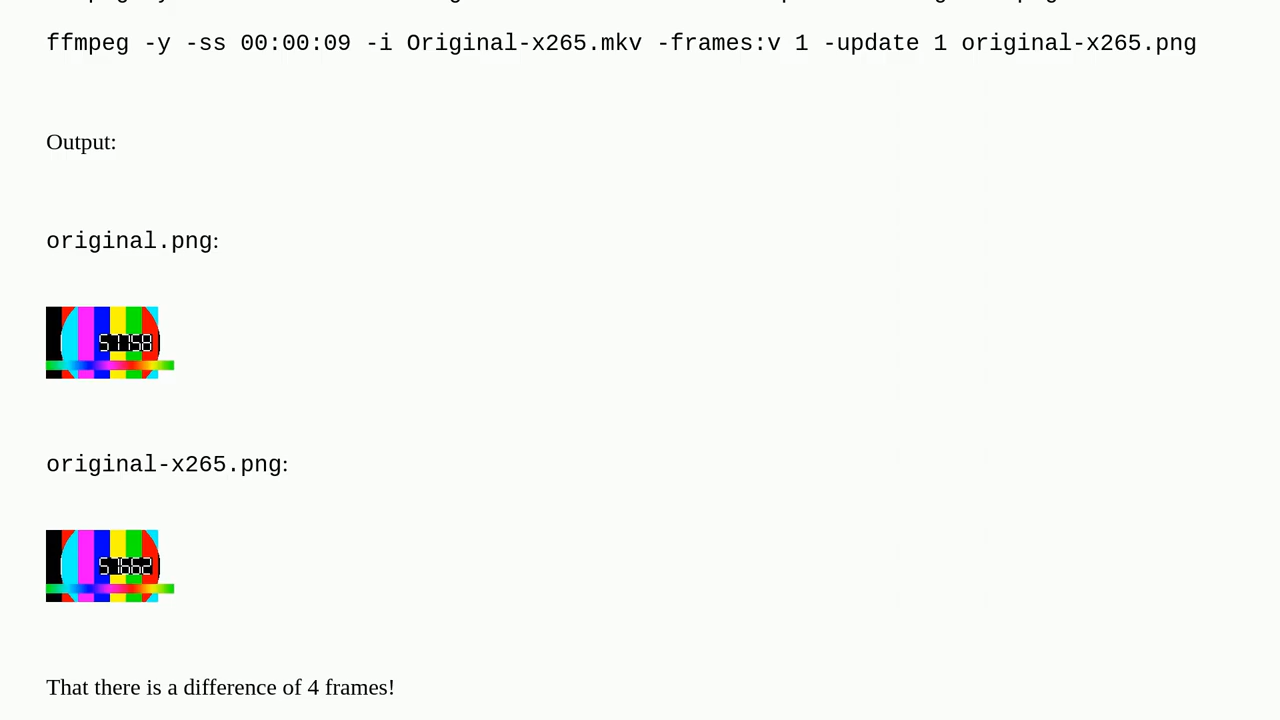 ffmpeg -y -ss 00:00:09 -i Original-x265.mkv -frames:v 1 -update 1 original-x265.png
Output:
original.png:
original-x265.png:
51662
That there is a difference of 4 frames!